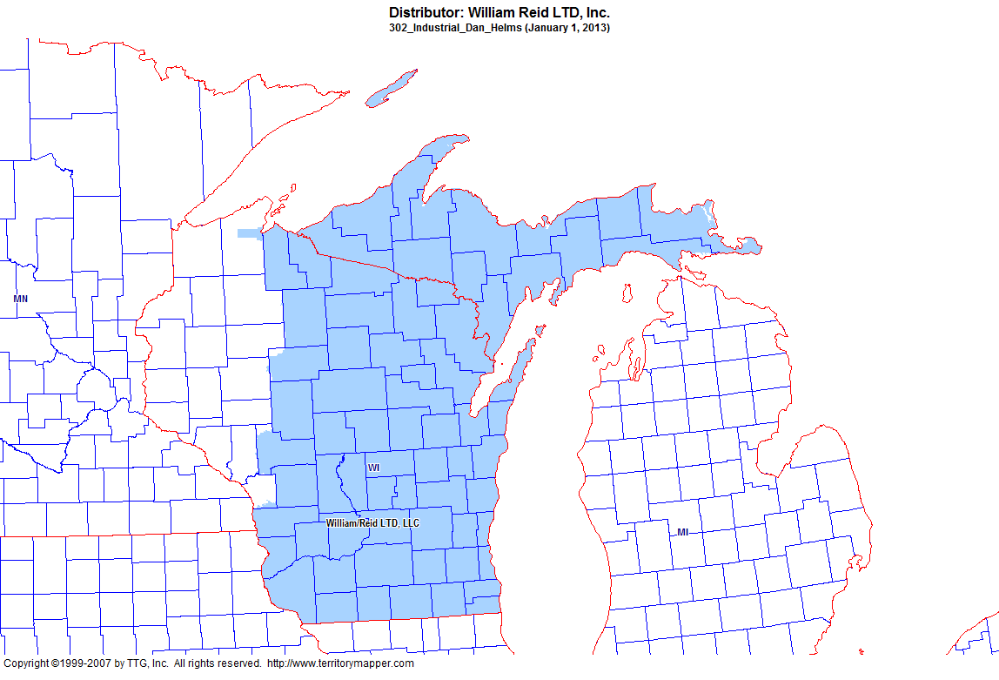 Distributor: William Reid LTD, Inc.
302_Industrial_Dan_Helms (January 1, 2013)
MN
WI
William/Reid LTD, LLC
MI
Copyright ©1999-2007 by TTG, Inc. All rights reserved. http://www.territorymapper.com